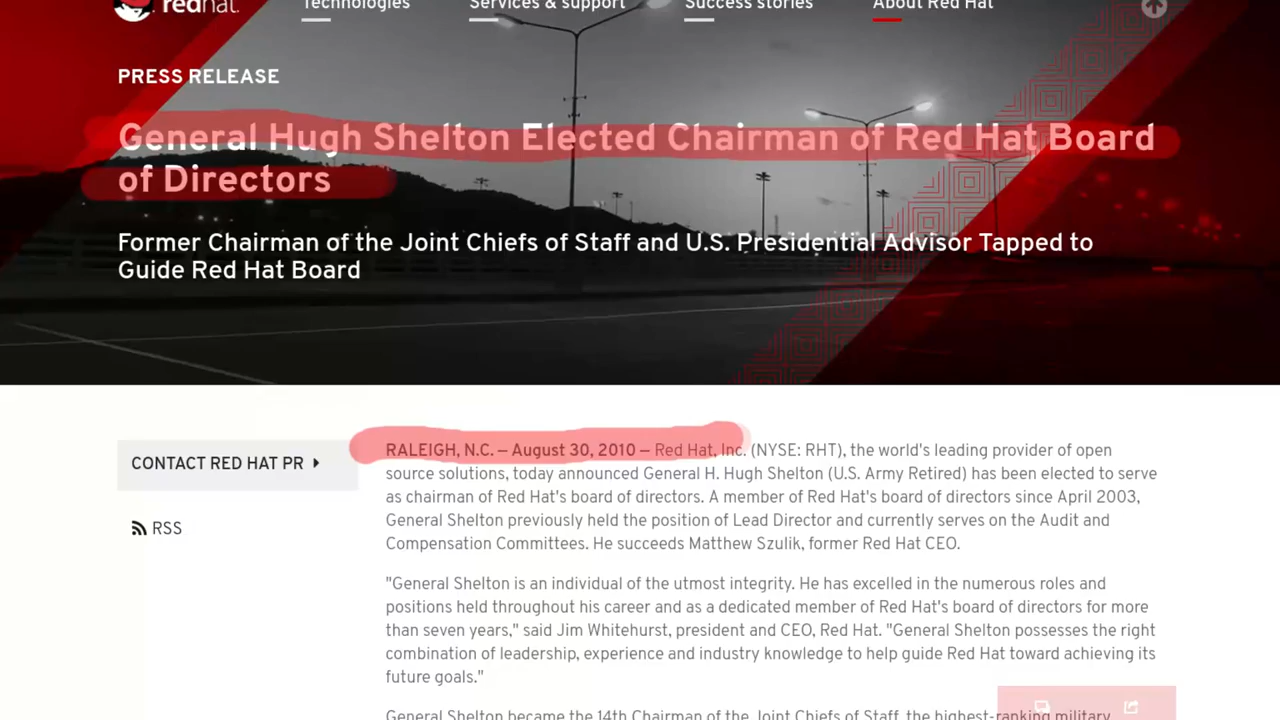 redhat.
Technologies
Services & support
Success stories
About Red Hat
PRESS RELEASE
General Hugh Shelton Elected Chairman of Red Hat Board
of Directors
Former Chairman of the Joint Chiefs of Staff and U.S. Presidential Advisor Tapped to
Guide Red Hat Board
CONTACT RED HAT PR
RSS
RALEIGH, N.C. – August 30, 2010 – Red Hat, Inc. (NYSE: RHT), the world's leading provider of open
source solutions, today announced General H. Hugh Shelton (U.S. Army Retired) has been elected to serve
as chairman of Red Hat's board of directors. A member of Red Hat's board of directors since April 2003,
General Shelton previously held the position of Lead Director and currently serves on the Audit and
Compensation Committees. He succeeds Matthew Szulik, former Red Hat CEO.
"General Shelton is an individual of the utmost integrity. He has excelled in the numerous roles and
positions held throughout his career and as a dedicated member of Red Hat's board of directors for more
than seven years," said Jim Whitehurst, president and CEO, Red Hat. "General Shelton possesses the right
combination of leadership, experience and industry knowledge to help guide Red Hat toward achieving its
future goals."
General Shelton became the 14th Chairman of the Joint Chiefs of Staff, the highest-ranking military